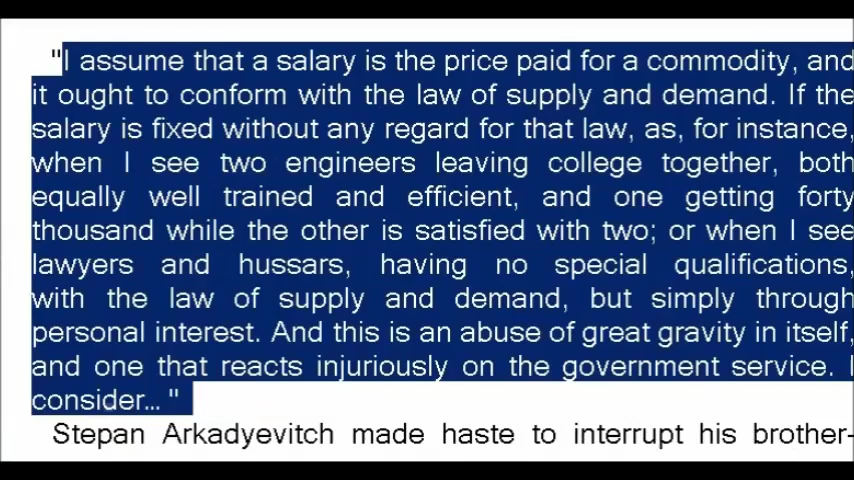 "I assume that a salary is the price paid for a commodity, and
it ought to conform with the law of supply and demand. If the
salary is fixed without any regard for that law, as, for instance,
when I see two engineers leaving college together, both
equally well trained and efficient, and one getting forty
thousand while the other is satisfied with two; or when I see
lawyers and hussars, having no special qualifications,
with the law of supply and demand, but simply through
personal interest. And this is an abuse of great gravity in itself,
and one that reacts injuriously on the government service. I
consider... "
Stepan Arkadyevitch made haste to interrupt his brother-